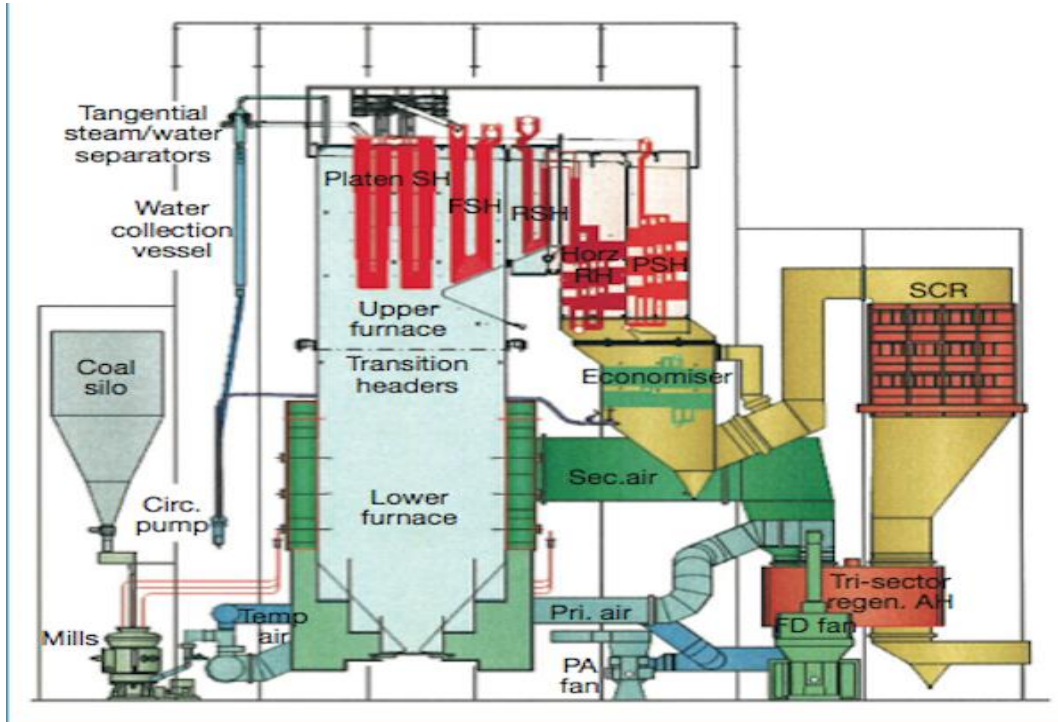 Tangential
steam/water
separators
Platen SH
FSH
RSH
Water
collection
vessel
Horz
RH
PSH
SCR
Upper
furnace
Coal
silo
Transition
headers
Economiser
Sec.air
Lower
furnace
Circ.
pump
Tri-sector
regen. AH
Temp
air
Pri. air
FD fan
Mills
PA
fan